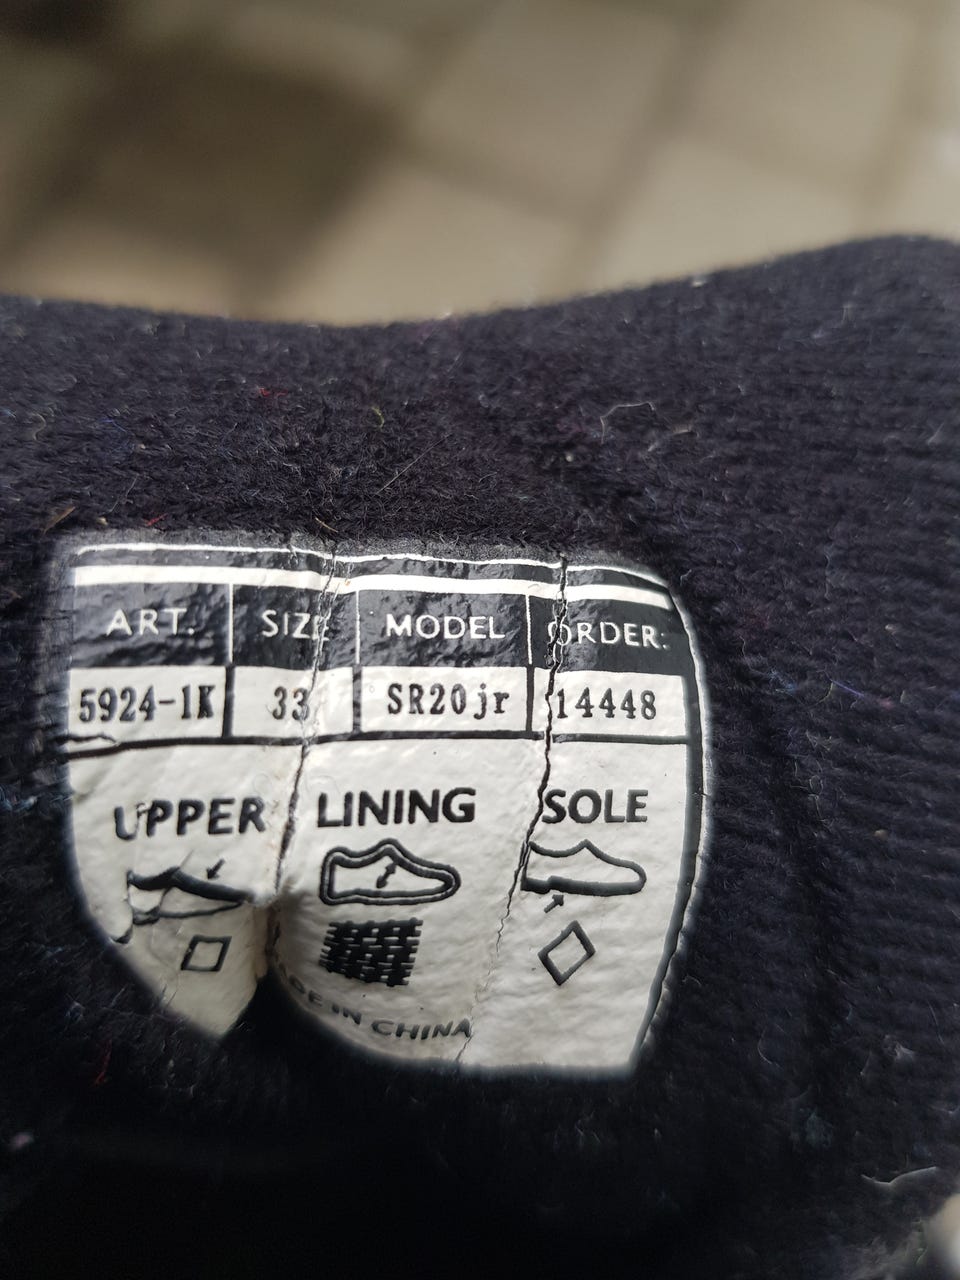 ART. SIZE MODEL ORDER:
5924-1K 33 SR20jr 14448
UPPER LINING SOLE
MADE IN CHINA